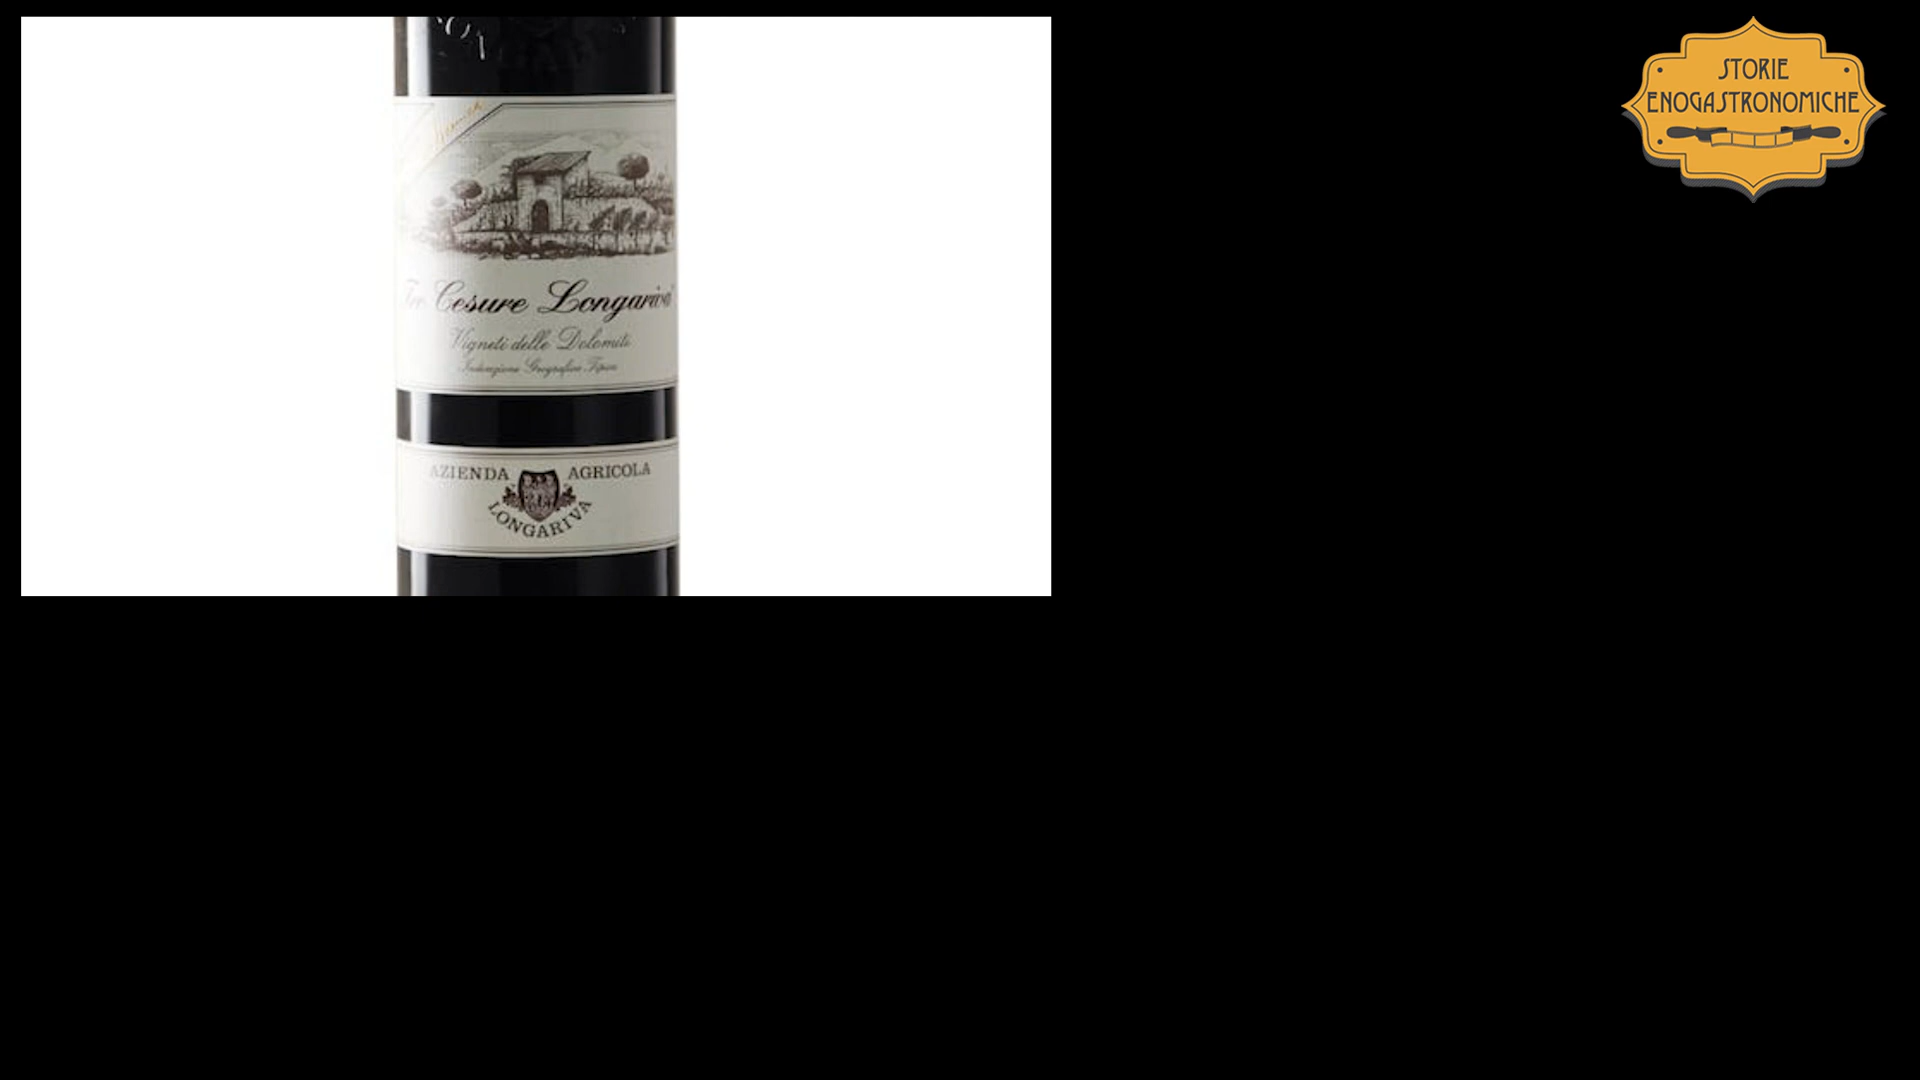 Tre Cesure Longariva
Vigneti delle Dolomiti
Indicazione Geografica Tipica
AZIENDA AGRICOLA
LONGARIVA
STORIE
ENOGASTRONOMICHE